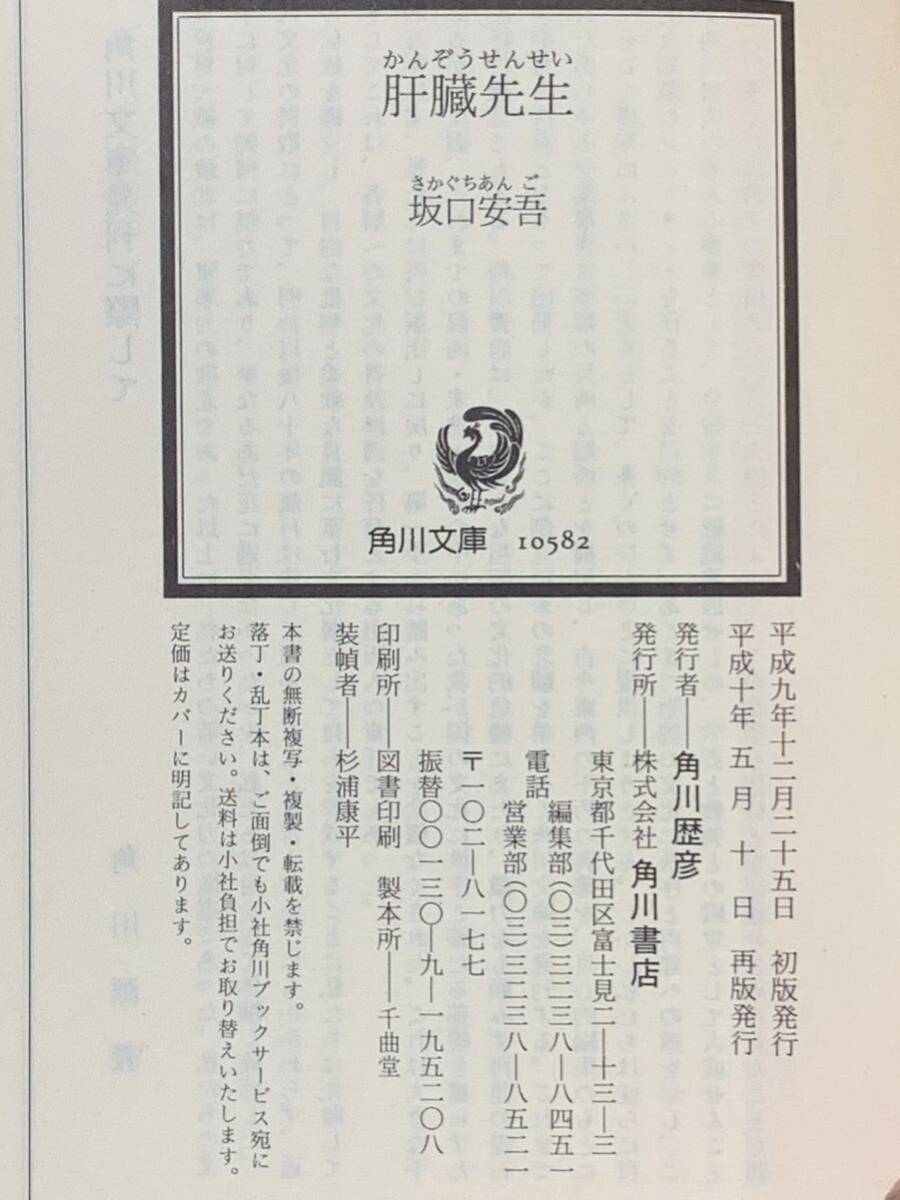 かんぞうせんせい
肝臓先生
さかぐちあんご
坂口安吾
角川文庫 10582
平成九年十二月二十五日 初版発行
平成十年五月十日 再版発行
発行者――角川歴彦
発行所――株式会社 角川書店
東京都千代田区富士見二―十三―三
電話 編集部(〇三)三二三八―八四五一
営業部(〇三)三二三八―八五二一
〒一〇二―八一七七
振替〇〇一三〇―九―一九五二〇八
印刷所――図書印刷 製本所――千曲堂
装幀者――杉浦康平
本書の無断複写・複製・転載を禁じます。
落丁・乱丁本は、ご面倒でも小社角川ブックサービス宛に
お送りください。送料は小社負担でお取り替えいたします。
定価はカバーに明記してあります。